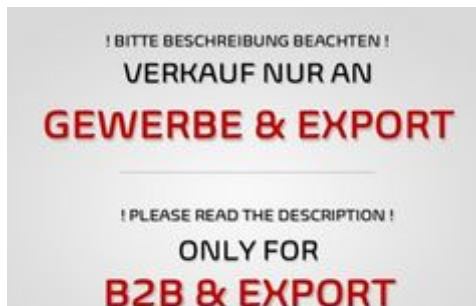 ! BITTE BESCHREIBUNG BEACHTEN !
VERKAUF NUR AN
GEWERBE & EXPORT
! PLEASE READ THE DESCRIPTION !
ONLY FOR
B2B & EXPORT